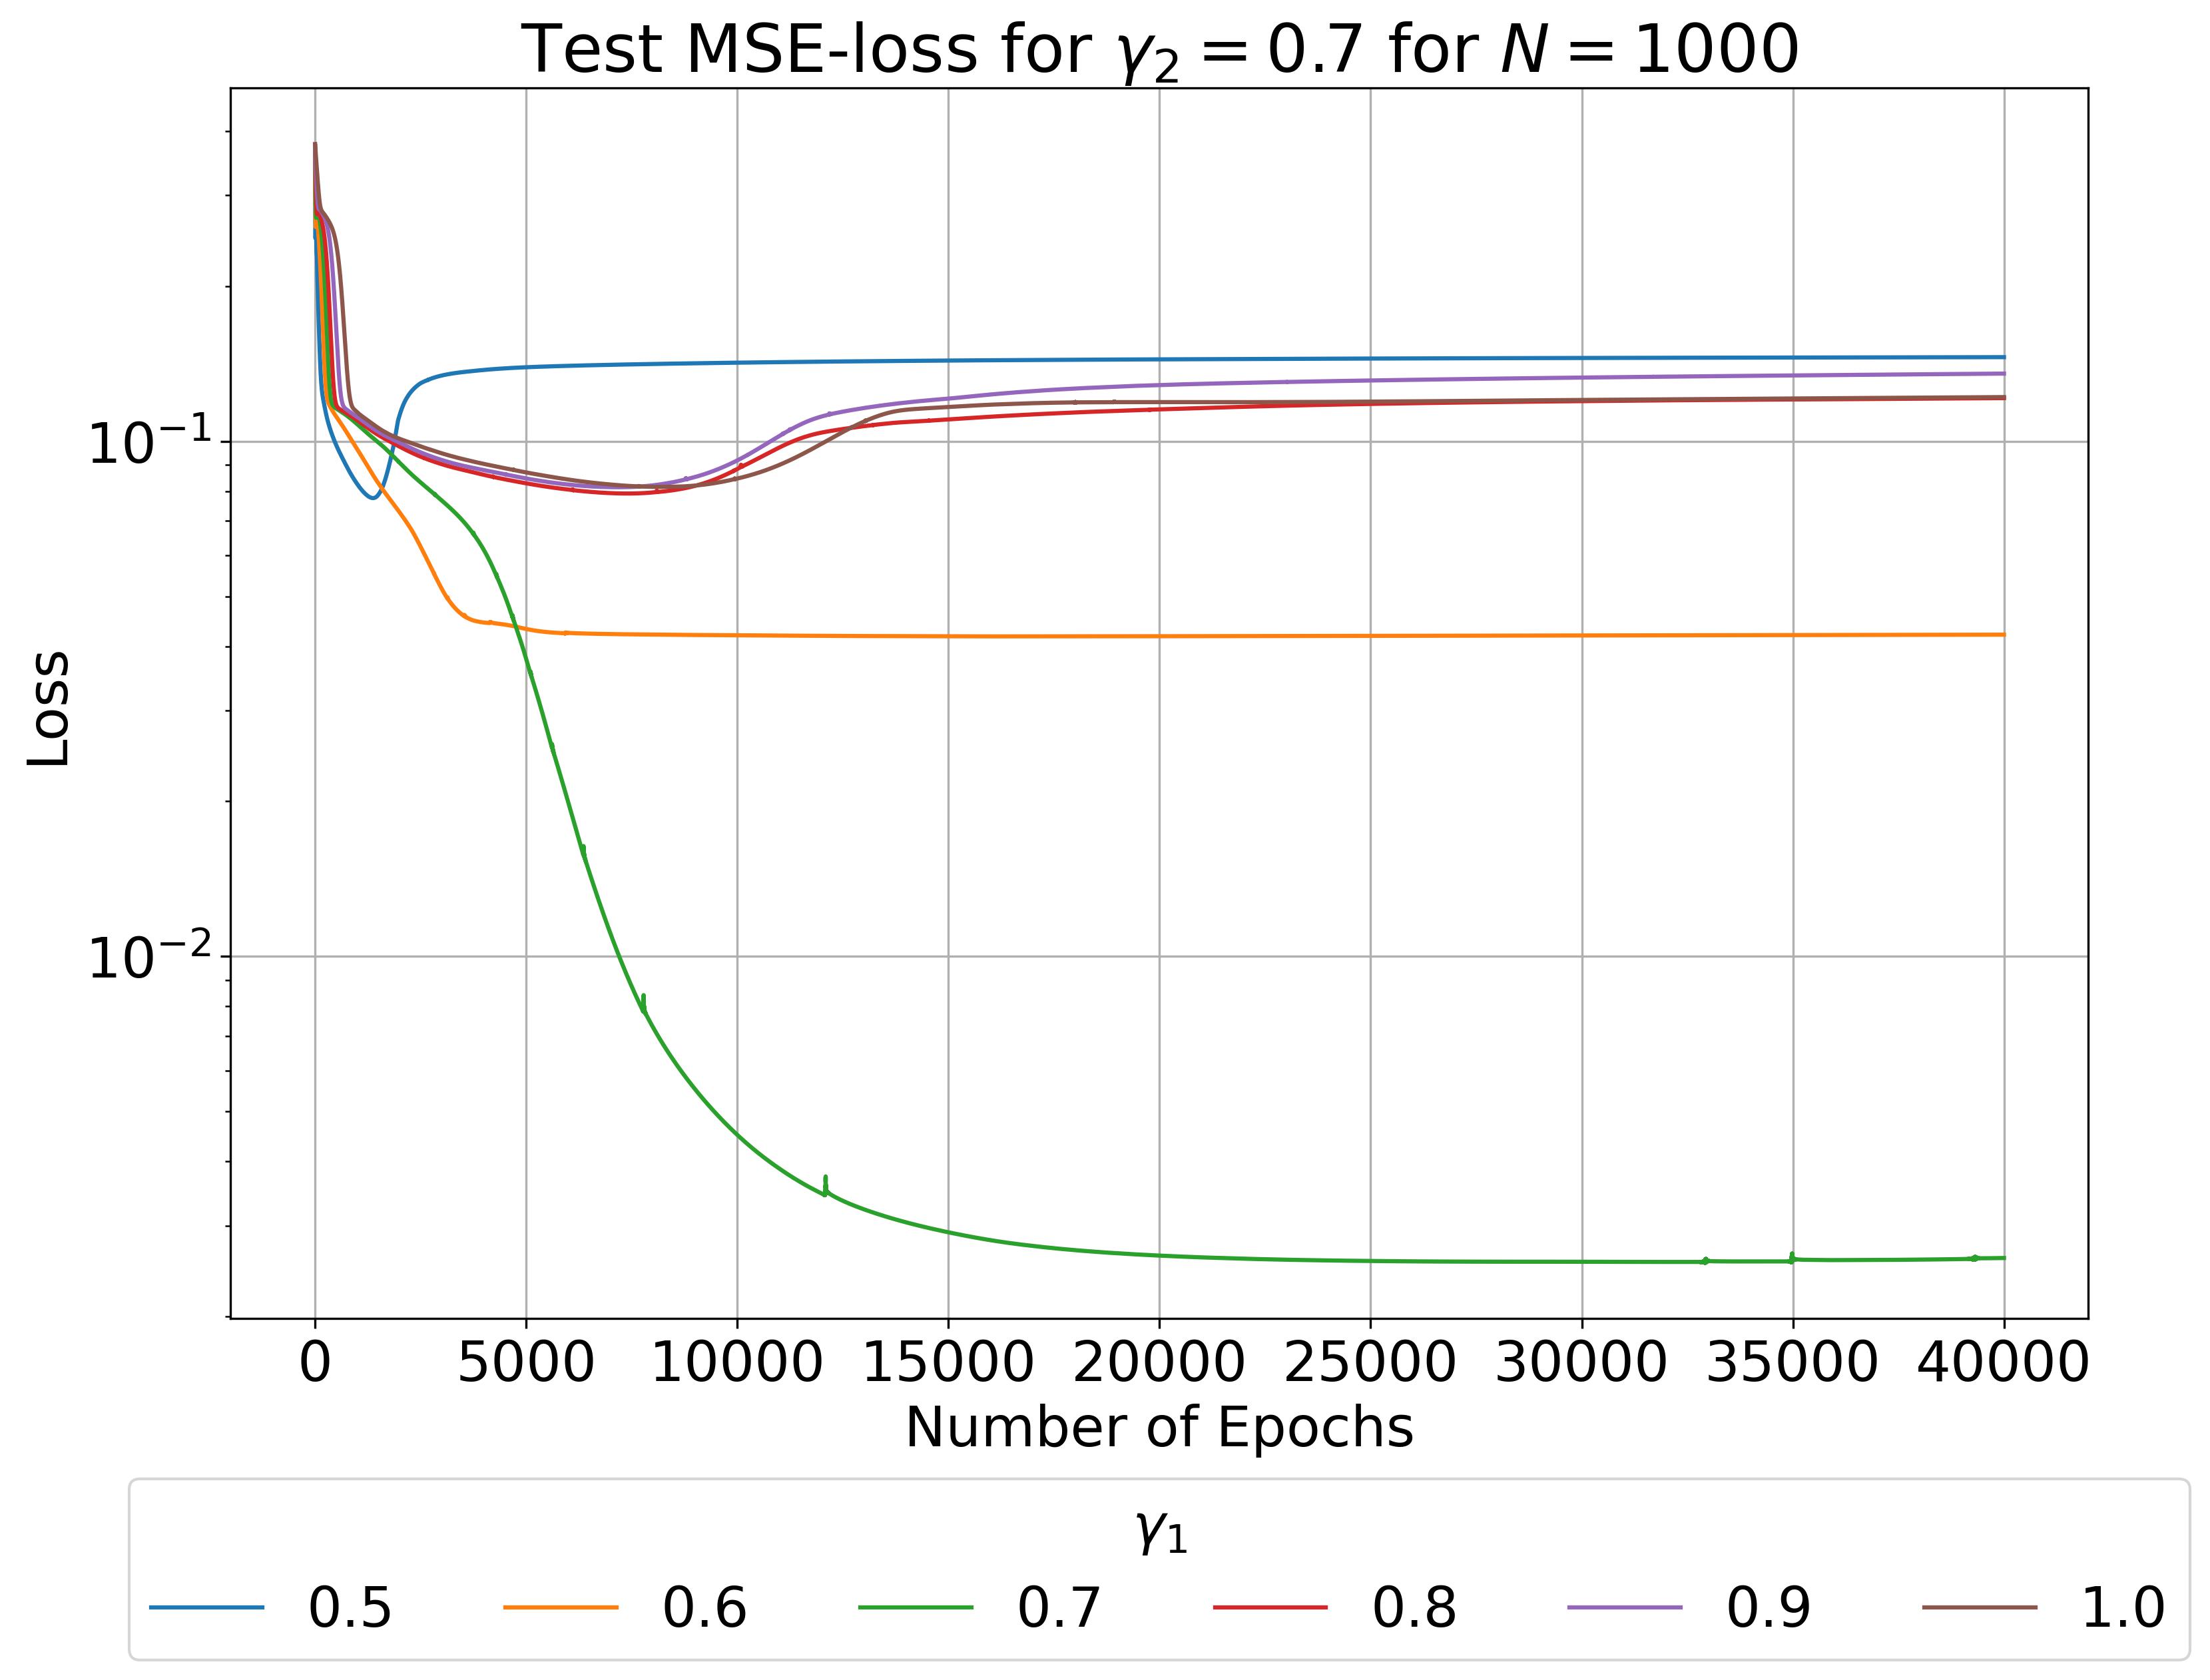 Test MSE-loss for γ₂ = 0.7 for N = 1000
Loss
10⁻¹
10⁻²
0 5000 10000 15000 20000 25000 30000 35000 40000
Number of Epochs
γ₁
0.5 0.6 0.7 0.8 0.9 1.0